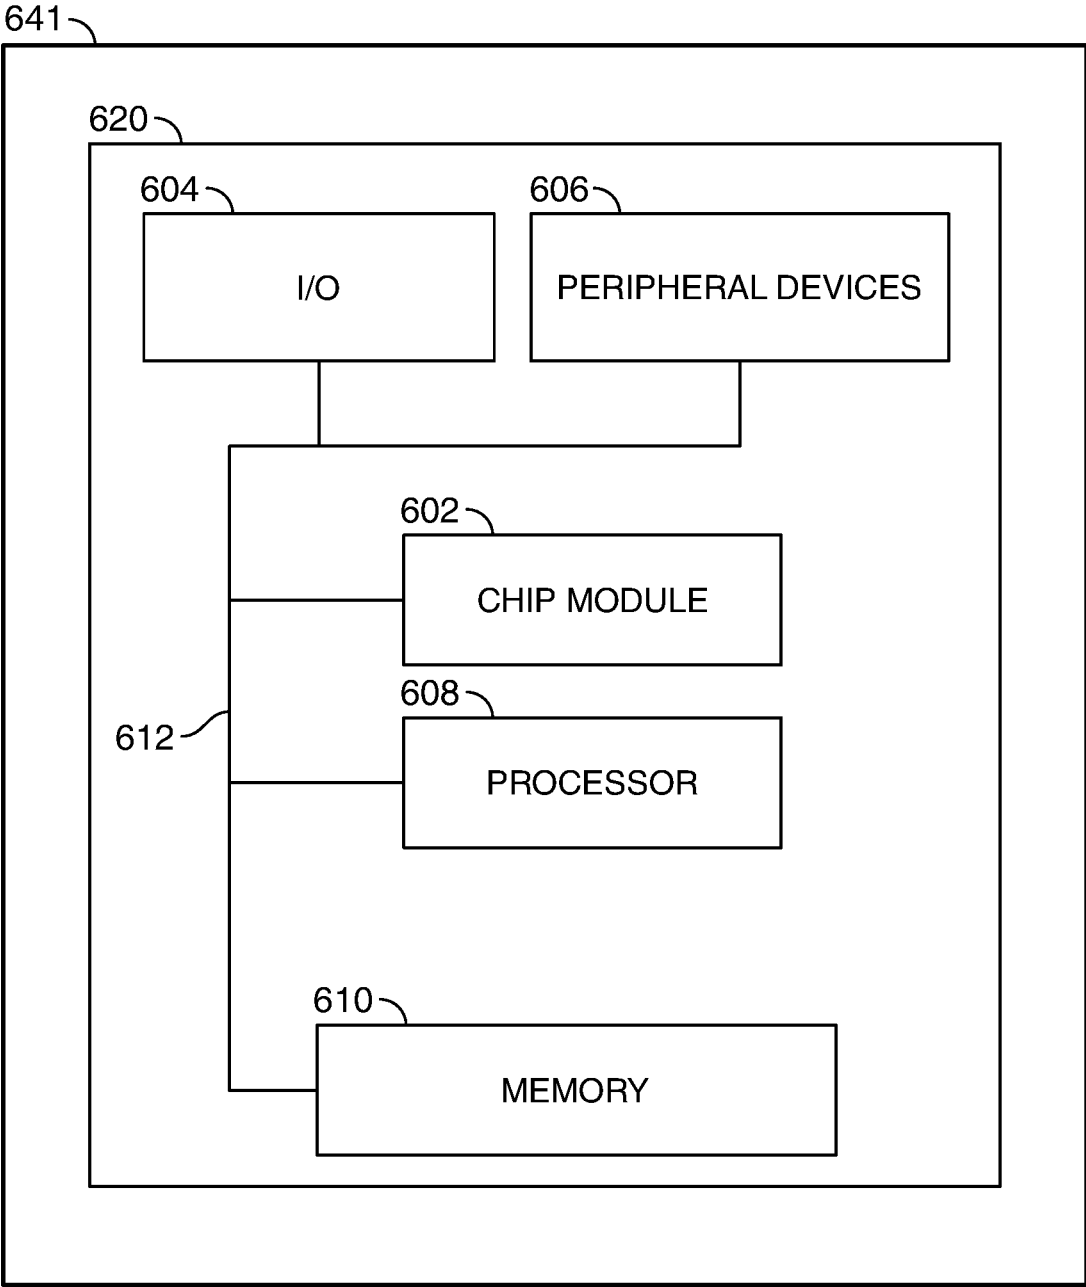 641
620
604
606
I/O
PERIPHERAL DEVICES
602
CHIP MODULE
608
612
PROCESSOR
610
MEMORY